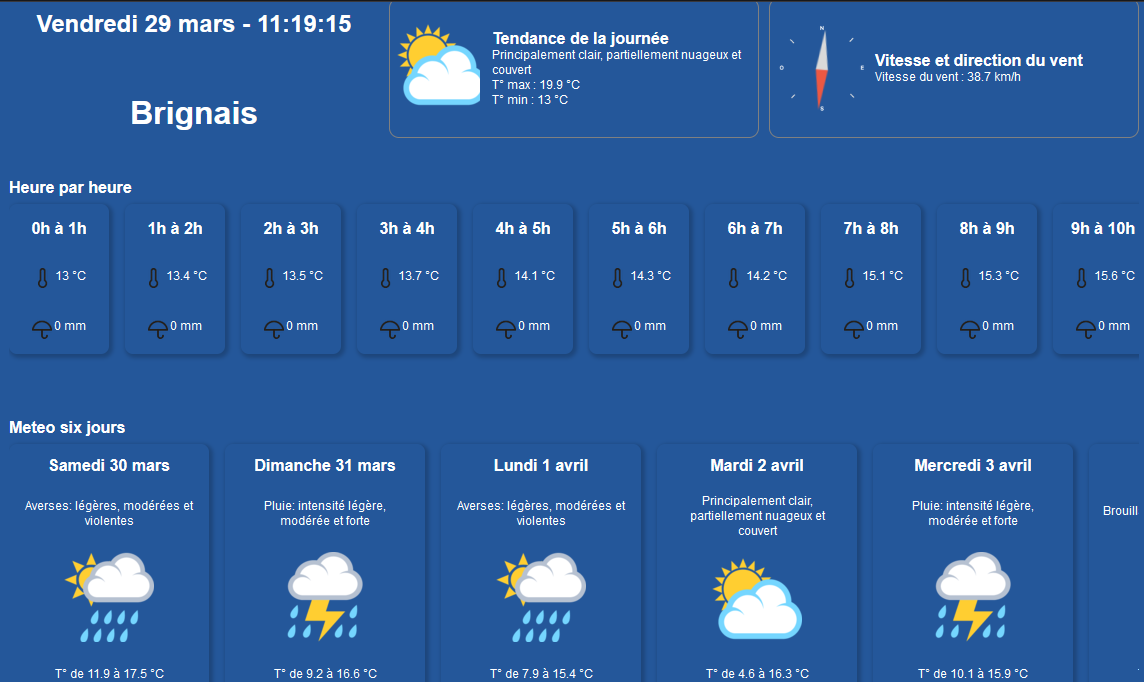 Vendredi 29 mars - 11:19:15
Brignais
Tendance de la journée
Principalement clair, partiellement nuageux et
couvert
T° max : 19.9 °C
T° min : 13 °C
N
O
E
S
Vitesse et direction du vent
Vitesse du vent : 38.7 km/h
Heure par heure
0h à 1h
13 °C
0 mm
1h à 2h
13.4 °C
0 mm
2h à 3h
13.5 °C
0 mm
3h à 4h
13.7 °C
0 mm
4h à 5h
14.1 °C
0 mm
5h à 6h
14.3 °C
0 mm
6h à 7h
14.2 °C
0 mm
7h à 8h
15.1 °C
0 mm
8h à 9h
15.3 °C
0 mm
9h à 10h
15.6 °C
0 mm
Meteo six jours
Samedi 30 mars
Averses: légères, modérées et
violentes
T° de 11.9 à 17.5 °C
Dimanche 31 mars
Pluie: intensité légère,
modérée et forte
T° de 9.2 à 16.6 °C
Lundi 1 avril
Averses: légères, modérées et
violentes
T° de 7.9 à 15.4 °C
Mardi 2 avril
Principalement clair,
partiellement nuageux et
couvert
T° de 4.6 à 16.3 °C
Mercredi 3 avril
Pluie: intensité légère,
modérée et forte
T° de 10.1 à 15.9 °C
Brouill